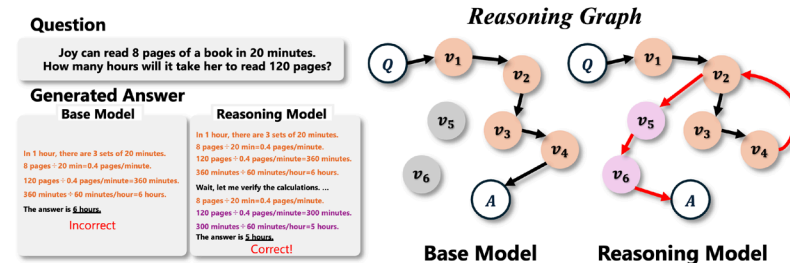 Question
Joy can read 8 pages of a book in 20 minutes.
How many hours will it take her to read 120 pages?
Generated Answer
Base Model
In 1 hour, there are 3 sets of 20 minutes.
8 pages÷20 min=0.4 pages/minute.
120 pages÷0.4 pages/minute=360 minutes.
360 minutes÷60 minutes/hour=6 hours.
The answer is 6 hours.
Incorrect
Reasoning Model
In 1 hour, there are 3 sets of 20 minutes.
8 pages÷20 min=0.4 pages/minute.
120 pages÷0.4 pages/minute=360 minutes.
360 minutes÷60 minutes/hour=6 hours.
Wait, let me verify the calculations. ...
8 pages÷20 min=0.4 pages/minute.
120 pages÷0.4 pages/minute=300 minutes.
300 minutes÷60 minutes/hour=5 hours.
The answer is 5 hours.
Correct!
Reasoning Graph
Q
v1
v2
v5
v3
v4
v6
A
Base Model
Q
v1
v2
v5
v3
v4
v6
A
Reasoning Model